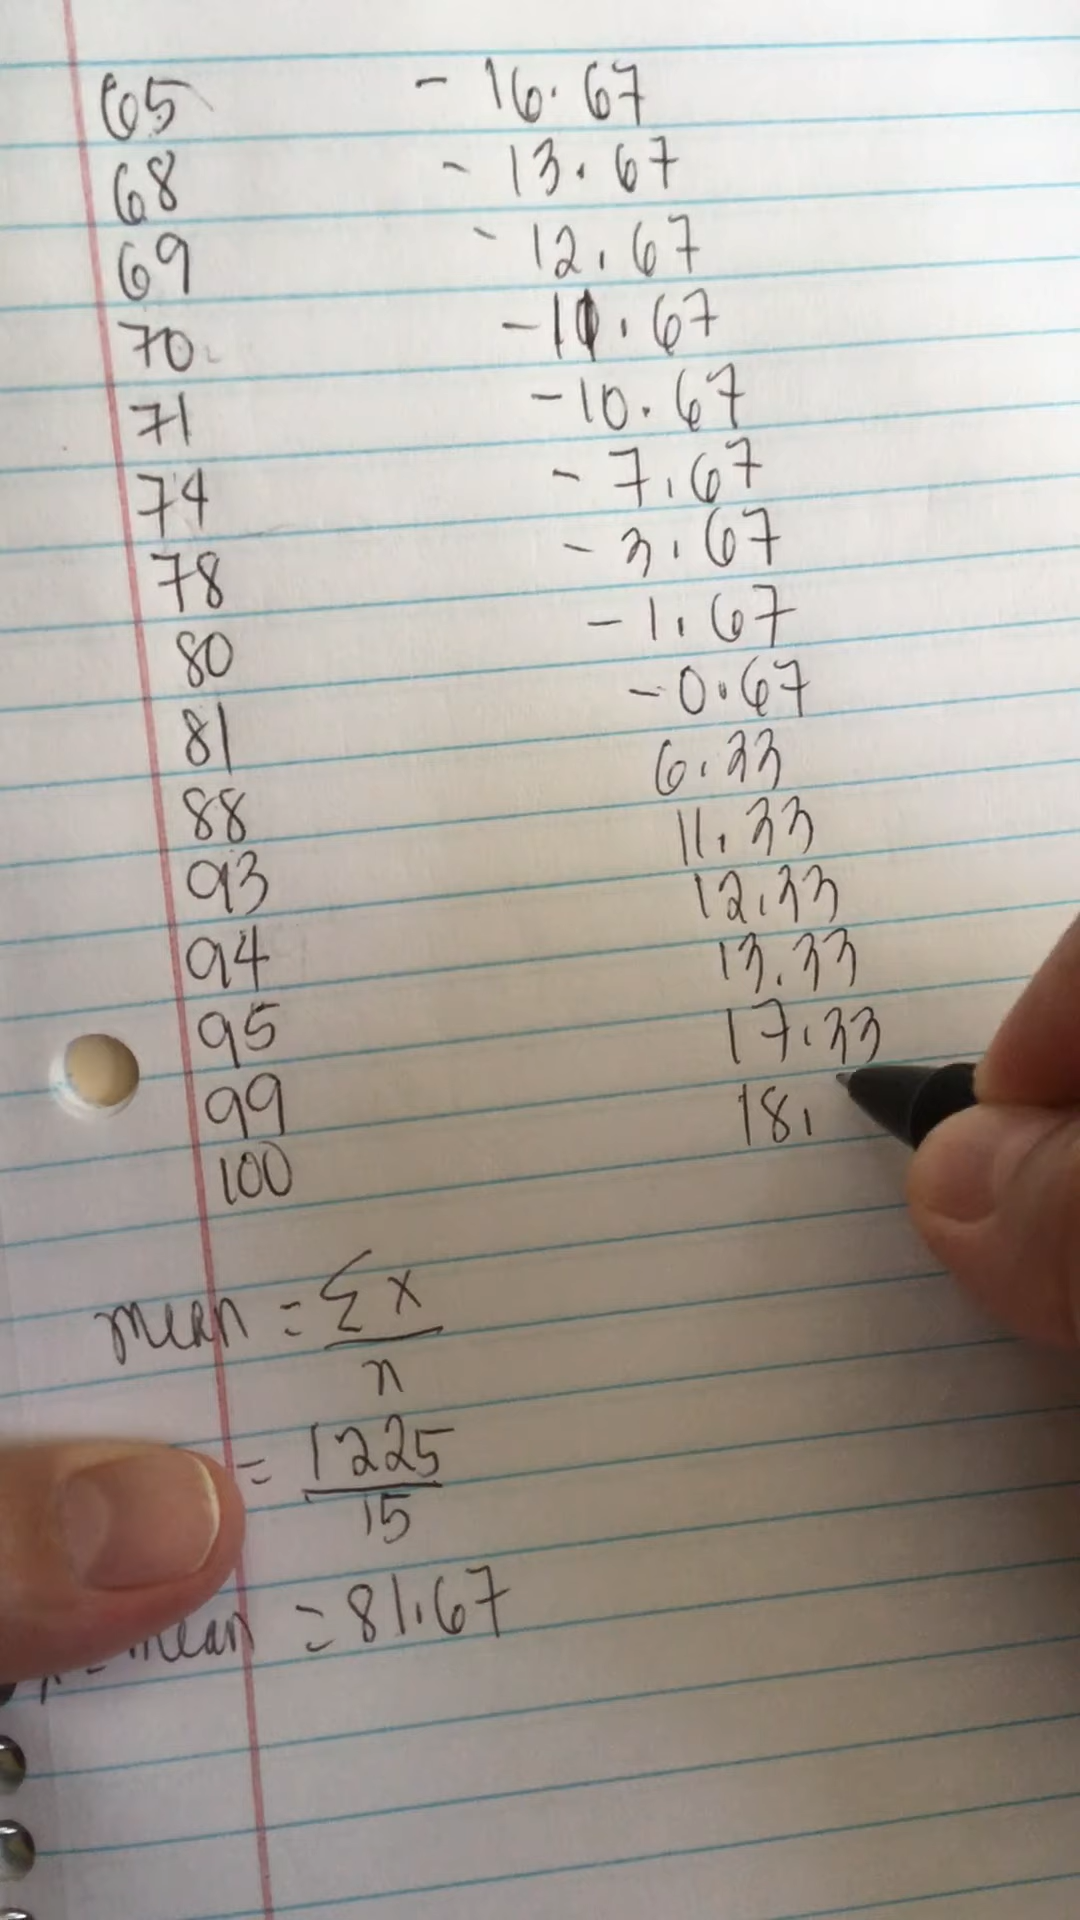 65 - 16.67
68 - 13.67
69 - 12.67
70 - 11.67
71 - 10.67
74 - 7.67
78 - 3.67
80 - 1.67
81 - 0.67
88 6.33
93 11.33
94 12.33
95 13.33
99 17.33
100 18.
mean = Σx
n
= 1225
15
mean = 81.67